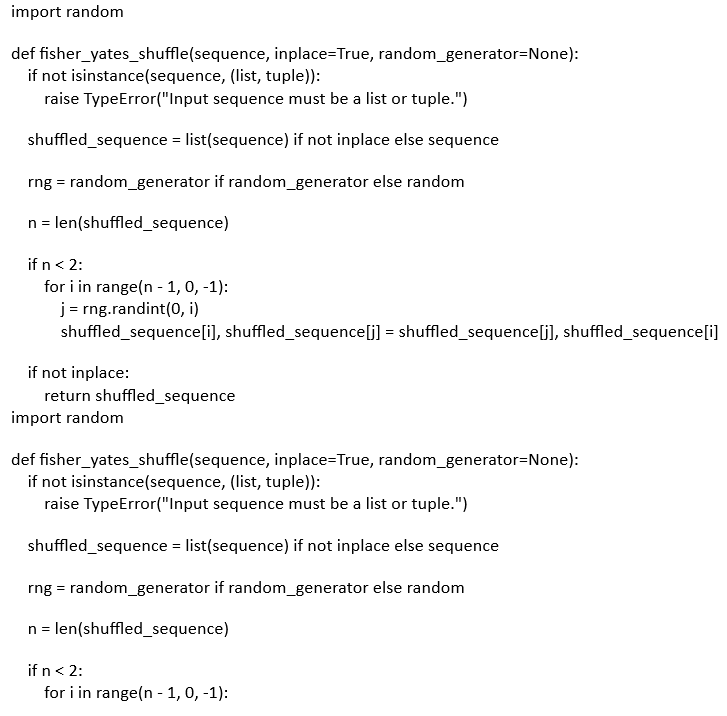 import random
def fisher_yates_shuffle(sequence, inplace=True, random_generator=None):
if not isinstance(sequence, (list, tuple)):
raise TypeError("Input sequence must be a list or tuple.")
shuffled_sequence = list(sequence) if not inplace else sequence
rng = random_generator if random_generator else random
n = len(shuffled_sequence)
if n < 2:
for i in range(n - 1, 0, -1):
j = rng.randint(0, i)
shuffled_sequence[i], shuffled_sequence[j] = shuffled_sequence[j], shuffled_sequence[i]
if not inplace:
return shuffled_sequence
import random
def fisher_yates_shuffle(sequence, inplace=True, random_generator=None):
if not isinstance(sequence, (list, tuple)):
raise TypeError("Input sequence must be a list or tuple.")
shuffled_sequence = list(sequence) if not inplace else sequence
rng = random_generator if random_generator else random
n = len(shuffled_sequence)
if n < 2:
for i in range(n - 1, 0, -1):